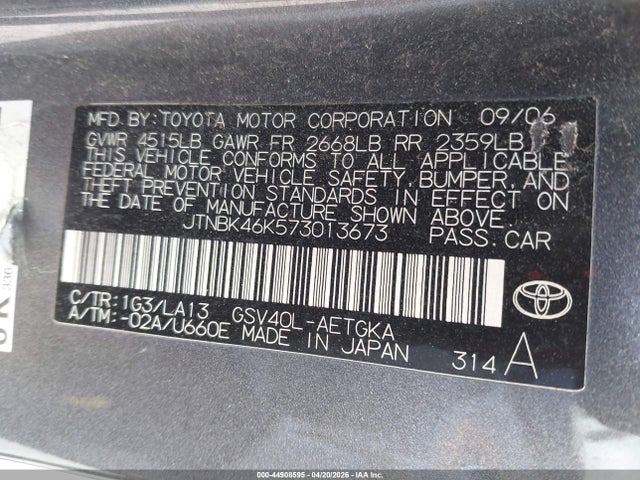 MFD. BY: TOYOTA MOTOR CORPORATION 09/06
GVWR 4515LB GAWR FR 2668LB RR 2359LB
THIS VEHICLE CONFORMS TO ALL APPLICABLE
FEDERAL MOTOR VEHICLE SAFETY, BUMPER, AND
THEFT PREVENTION STANDARDS IN EFFECT ON
THE DATE OF MANUFACTURE SHOWN ABOVE.
JTNBK46K573013673 PASS. CAR
C/TR: 1G3/LA13 GSV40L-AETGKA
A/TM: -02A/U660E MADE IN JAPAN
314 A
TOYOTA
336
000-44908595 - 04/20/2026 - IAA Inc.